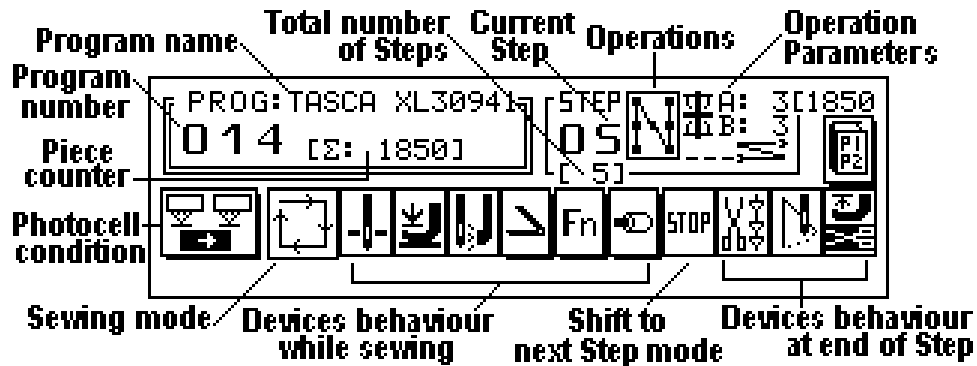 Program name
Total number
of Steps
Current
Step
Operations
Operation
Parameters
Program
number
PROG:TASCA XL30941
014
[Σ: 1850]
STEP
05
[ 5]
A: 3[1850
B: 3
P1
P2
Piece
counter
Photocell
condition
Fn
STOP
Sewing mode
Devices behaviour
while sewing
Shift to
next Step mode
Devices behaviour
at end of Step